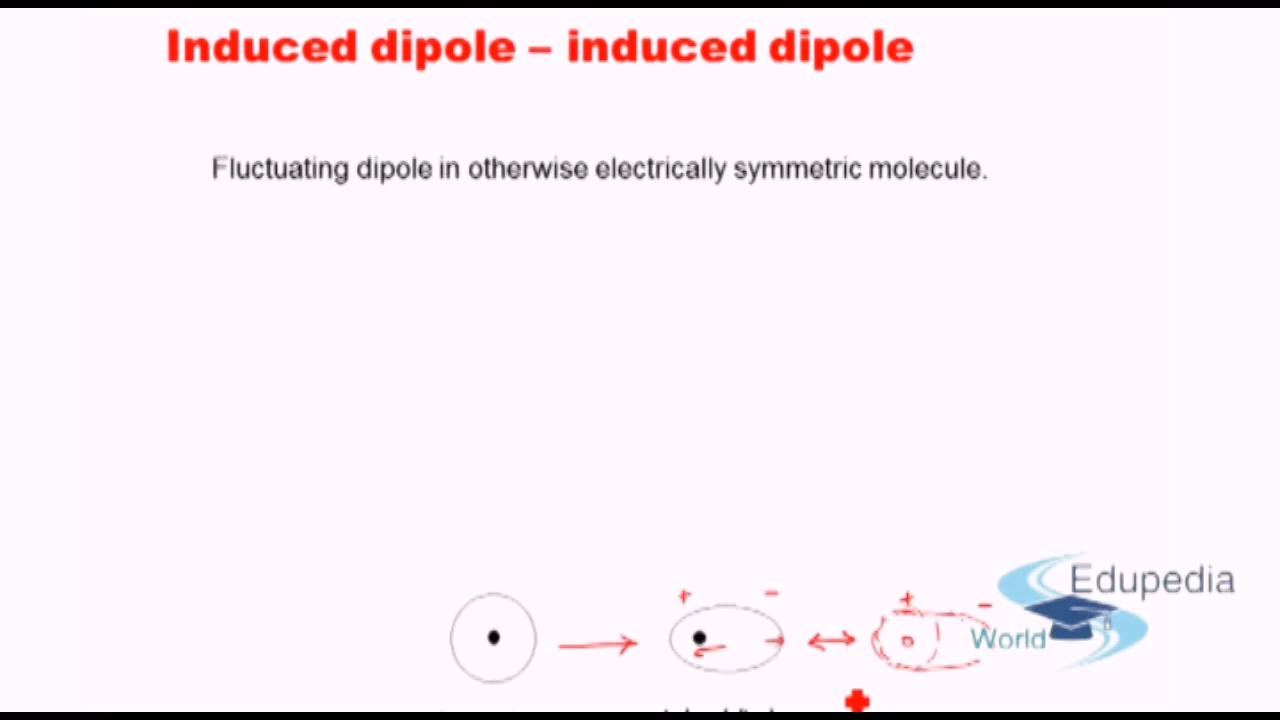 Induced dipole – induced dipole
Fluctuating dipole in otherwise electrically symmetric molecule.
+ -
+ -
Edupedia
World